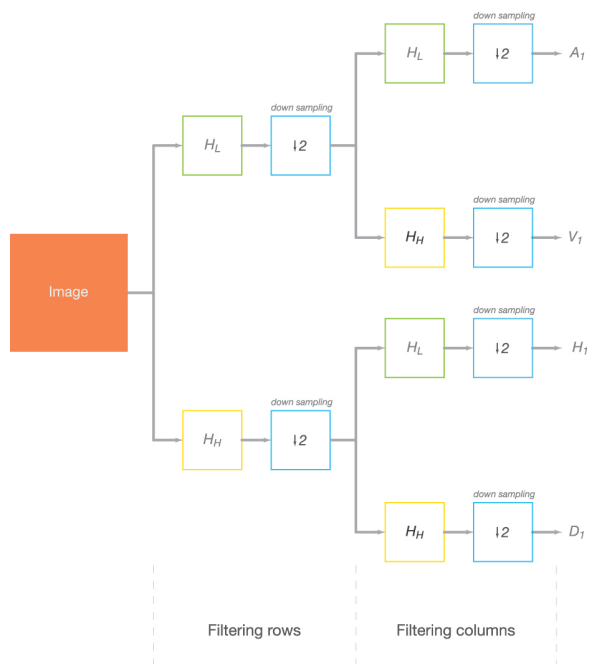 down sampling
H_L
↓2
A_1
down sampling
H_L
↓2
down sampling
H_H
↓2
V_1
Image
down sampling
H_L
↓2
H_1
down sampling
H_H
↓2
down sampling
H_H
↓2
D_1
Filtering rows
Filtering columns